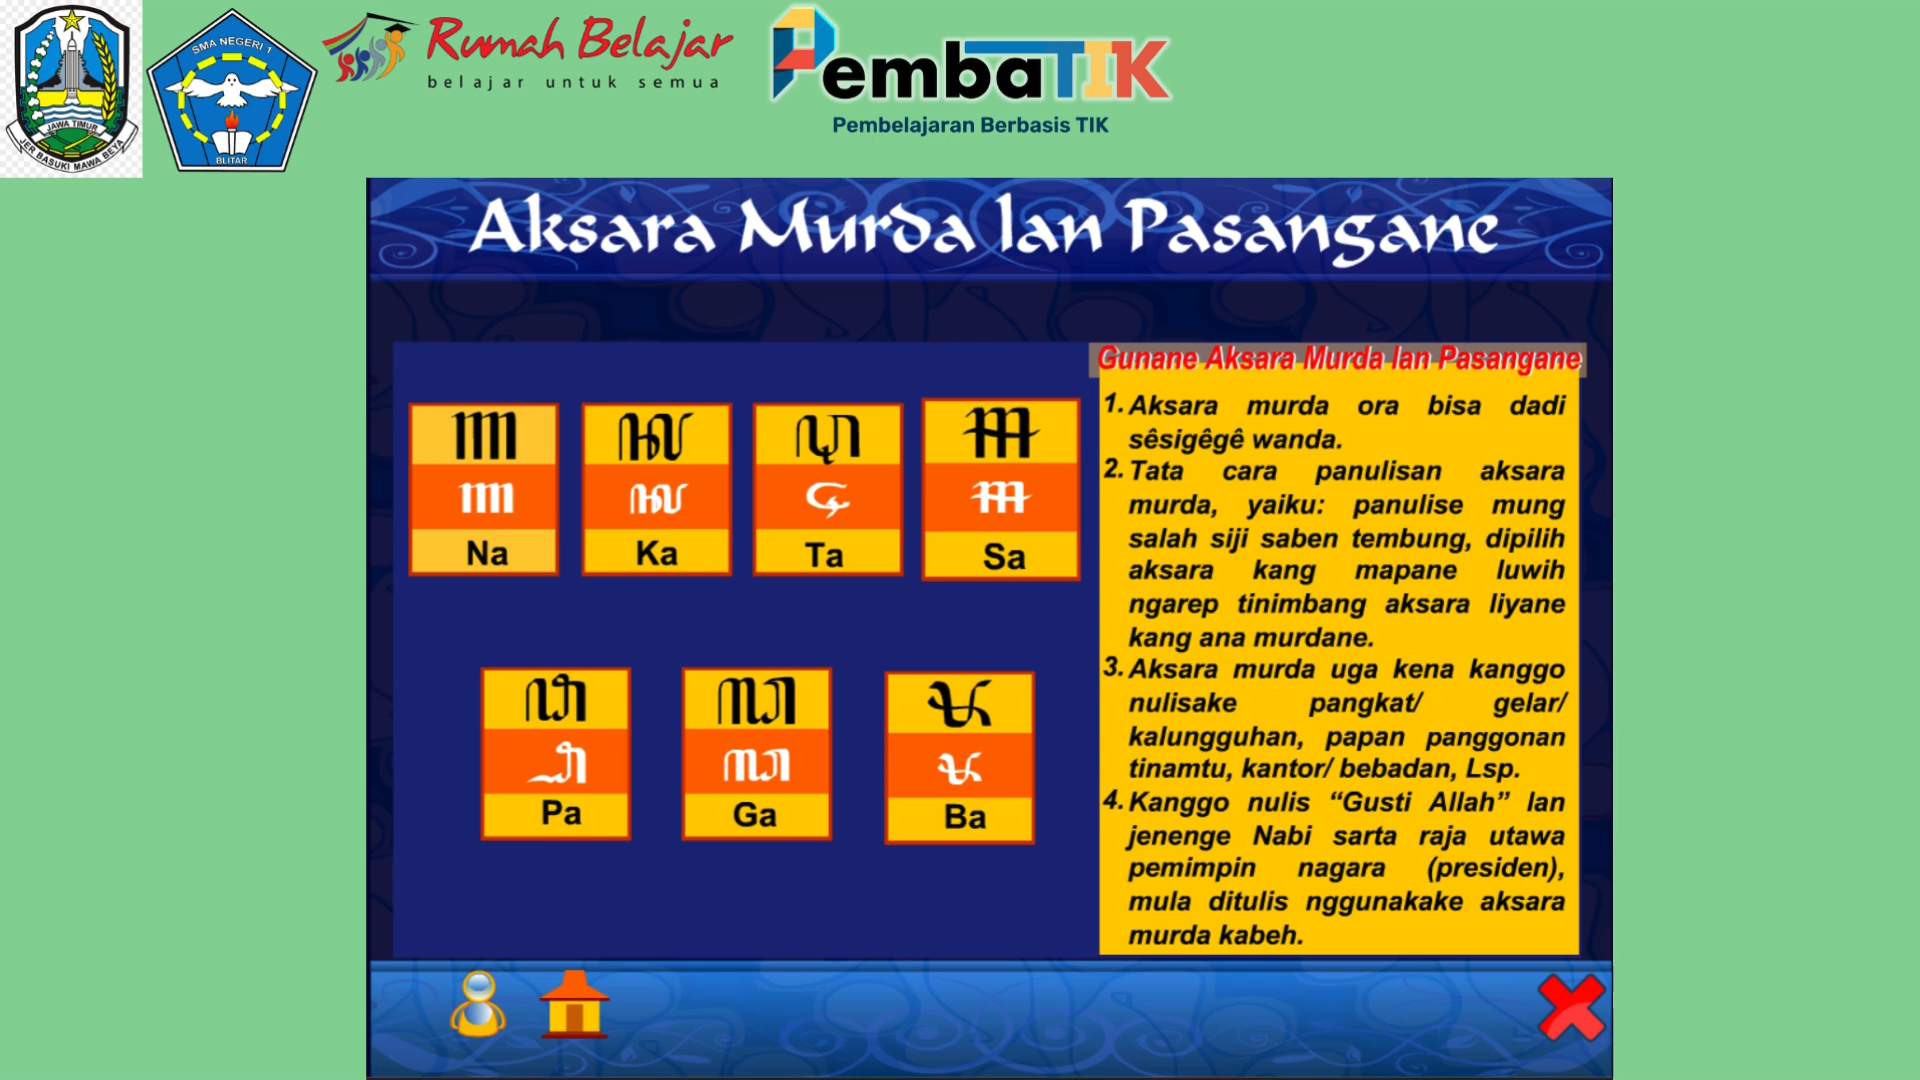 JAWA TIMUR
JER BASUKI MAWA BEYA
SMA NEGERI 1
BLITAR
Rumah Belajar
belajar untuk semua
PembaTIK
Pembelajaran Berbasis TIK
Aksara Murda lan Pasangane
Gunane Aksara Murda lan Pasangane
ꦟ ꦑ ꦡ ꦯ
꧀ꦟ ꧀ꦑ ꧀ꦡ ꧀ꦯ
Na Ka Ta Sa
ꦦ ꦓ ꦨ
꧀ꦦ ꧀ꦓ ꧀ꦨ
Pa Ga Ba
1. Aksara murda ora bisa dadi
sêsigêgê wanda.
2. Tata cara panulisan aksara
murda, yaiku: panulise mung
salah siji saben tembung, dipilih
aksara kang mapane luwih
ngarep tinimbang aksara liyane
kang ana murdane.
3. Aksara murda uga kena kanggo
nulisake pangkat/ gelar/
kalungguhan, papan panggonan
tinamtu, kantor/ bebadan, Lsp.
4. Kanggo nulis “Gusti Allah” lan
jenenge Nabi sarta raja utawa
pemimpin nagara (presiden),
mula ditulis nggunakake aksara
murda kabeh.